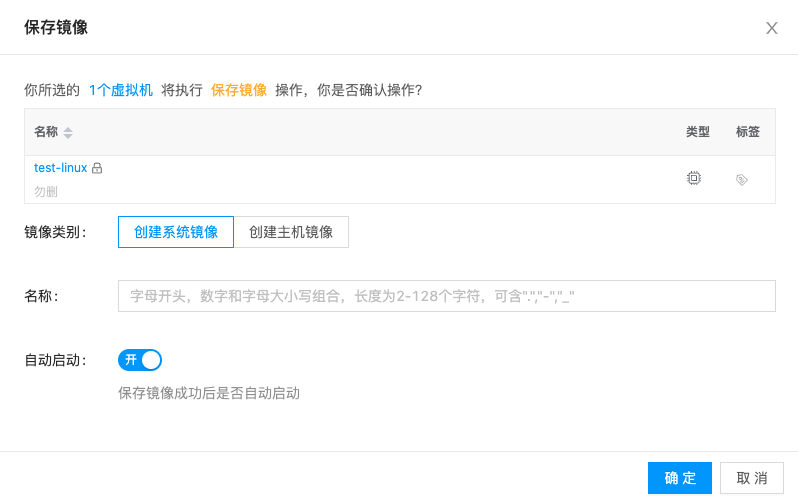 保存镜像
你所选的 1个虚拟机 将执行 保存镜像 操作，你是否确认操作?
名称 类型 标签
test-linux
勿删
镜像类别： 创建系统镜像 创建主机镜像
名称： 字母开头，数字和字母大小写组合，长度为2-128个字符，可含".","-","_"
自动启动： 开
保存镜像成功后是否自动启动
确 定 取 消